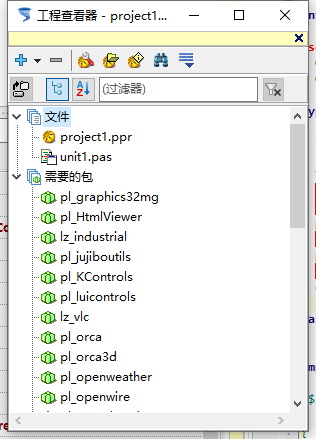 工程查看器 - project1...
(过滤器)
文件
project1.ppr
unit1.pas
需要的包
pl_graphics32mg
pl_HtmlViewer
lz_industrial
pl_jujiboutils
pl_KControls
pl_luicontrols
lz_vlc
pl_orca
pl_orca3d
pl_openweather
pl_openwire